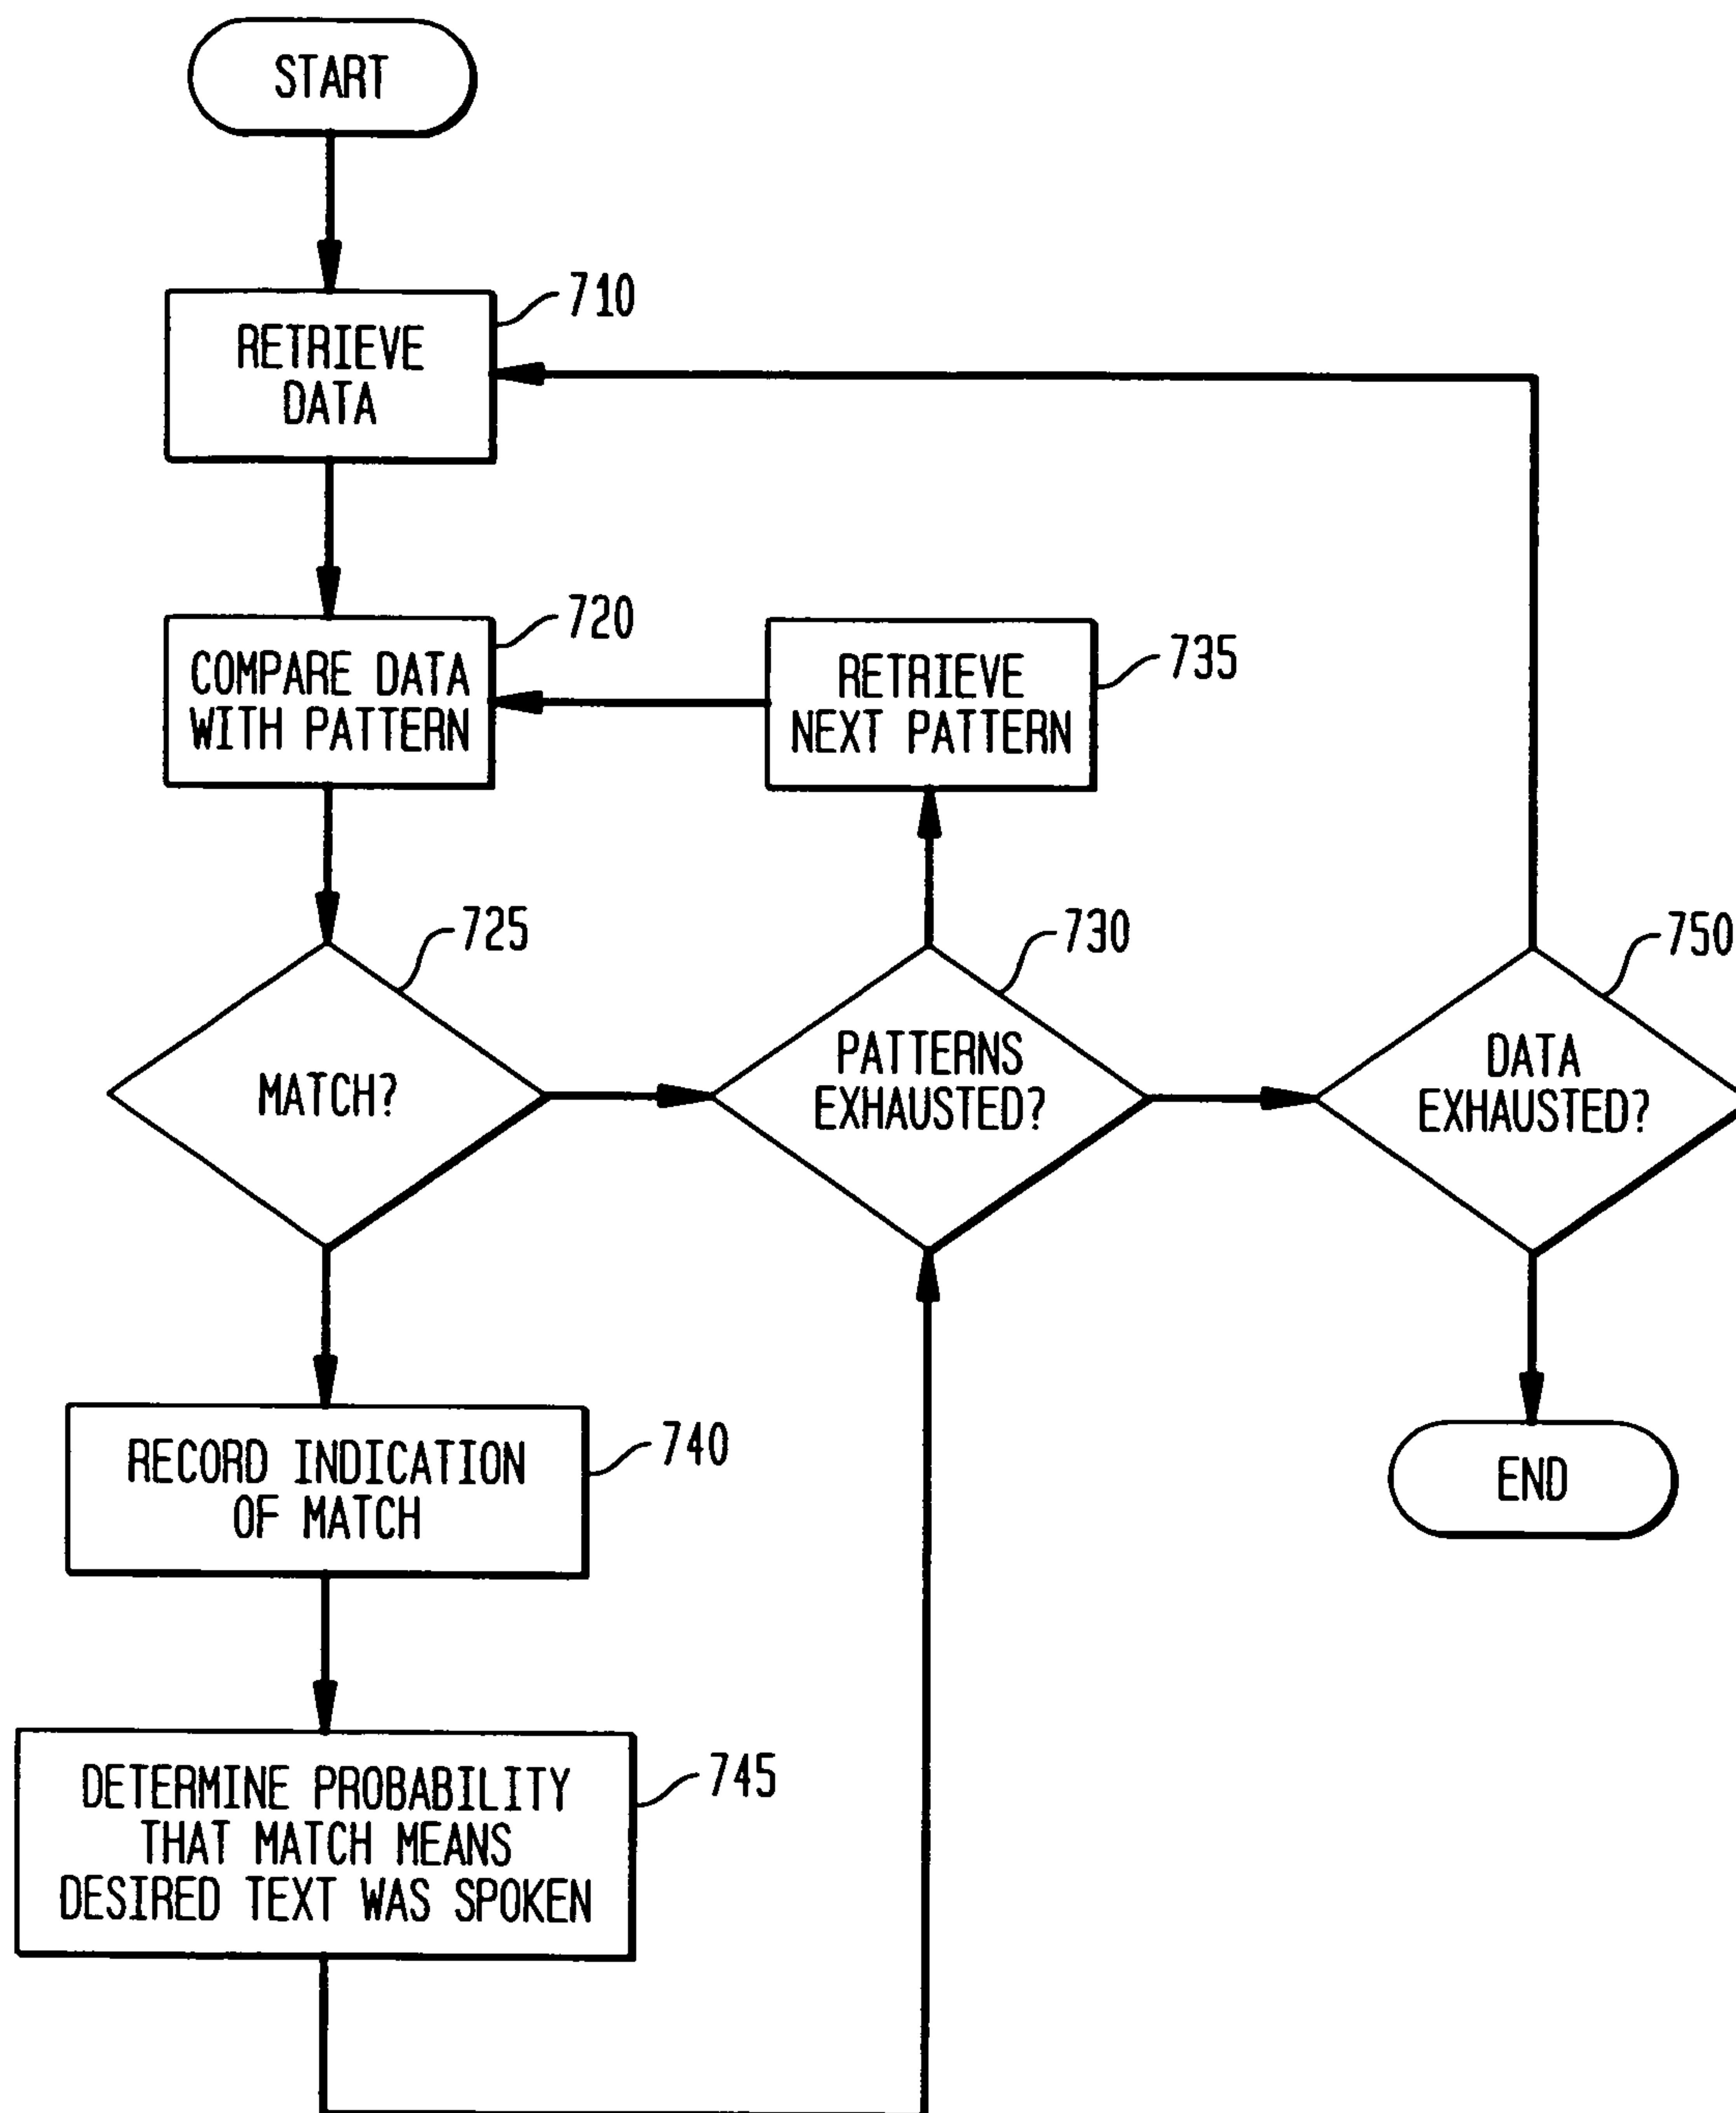 START
710
RETRIEVE
DATA
720
COMPARE DATA
WITH PATTERN
735
RETRIEVE
NEXT PATTERN
725
MATCH?
730
PATTERNS
EXHAUSTED?
750
DATA
EXHAUSTED?
740
RECORD INDICATION
OF MATCH
END
745
DETERMINE PROBABILITY
THAT MATCH MEANS
DESIRED TEXT WAS SPOKEN